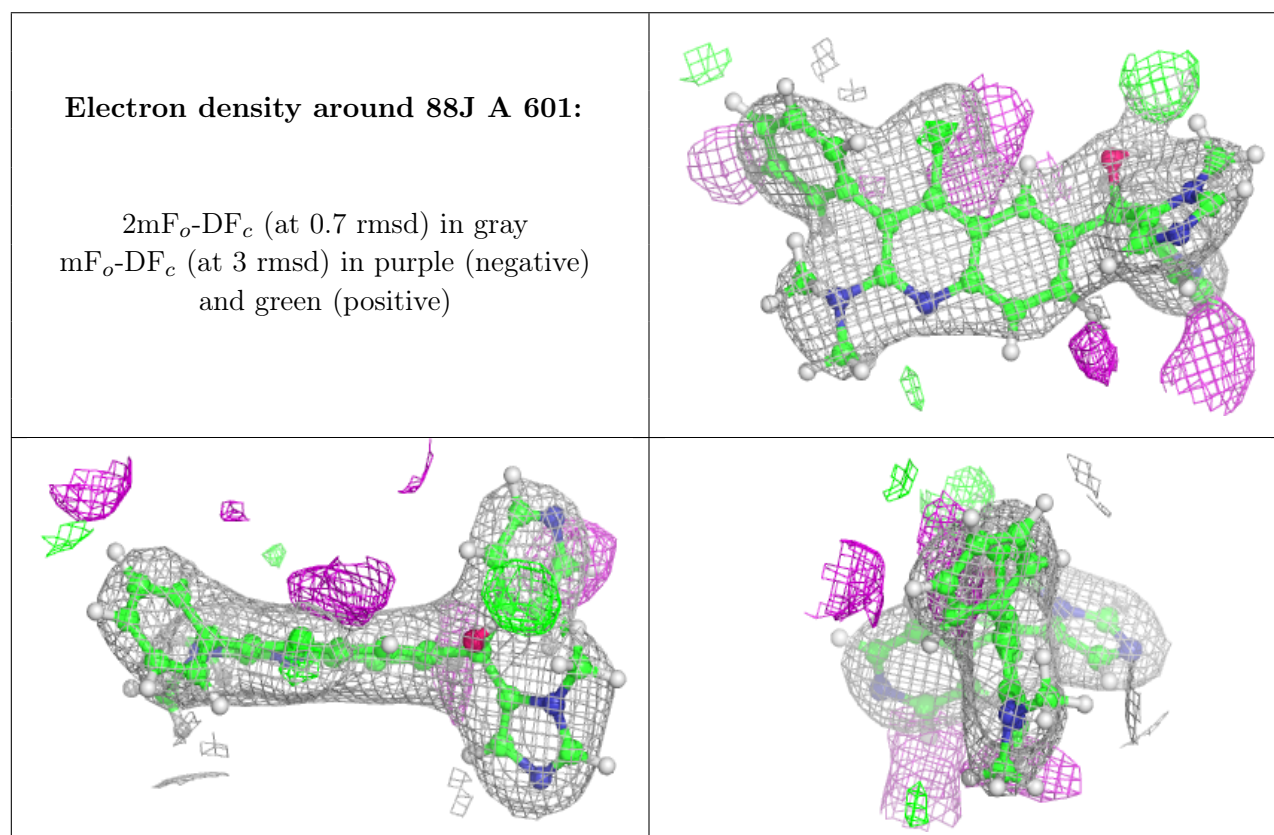 Electron density around 88J A 601:
2mFo-DFc (at 0.7 rmsd) in gray
mFo-DFc (at 3 rmsd) in purple (negative)
and green (positive)